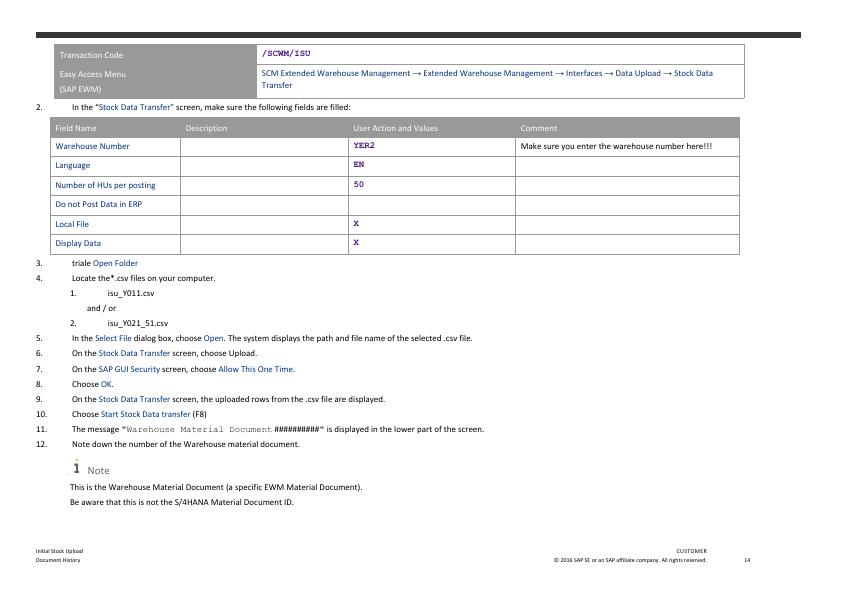 Transaction Code /SCWM/ISU
Easy Access Menu SCM Extended Warehouse Management → Extended Warehouse Management → Interfaces → Data Upload → Stock Data
(SAP EWM) Transfer
2. In the “Stock Data Transfer” screen, make sure the following fields are filled:
Field Name Description User Action and Values Comment
Warehouse Number YER2 Make sure you enter the warehouse number here!!!
Language EN
Number of HUs per posting 50
Do not Post Data in ERP
Local File X
Display Data X
3. triale Open Folder
4. Locate the*.csv files on your computer.
1. isu_Y011.csv
and / or
2. isu_Y021_51.csv
5. In the Select File dialog box, choose Open. The system displays the path and file name of the selected .csv file.
6. On the Stock Data Transfer screen, choose Upload.
7. On the SAP GUI Security screen, choose Allow This One Time.
8. Choose OK.
9. On the Stock Data Transfer screen, the uploaded rows from the .csv file are displayed.
10. Choose Start Stock Data transfer (F8)
11. The message "Warehouse Material Document ##########" is displayed in the lower part of the screen.
12. Note down the number of the Warehouse material document.
i Note
This is the Warehouse Material Document (a specific EWM Material Document).
Be aware that this is not the S/4HANA Material Document ID.
Initial Stock Upload CUSTOMER
Document History © 2016 SAP SE or an SAP affiliate company. All rights reserved. 14